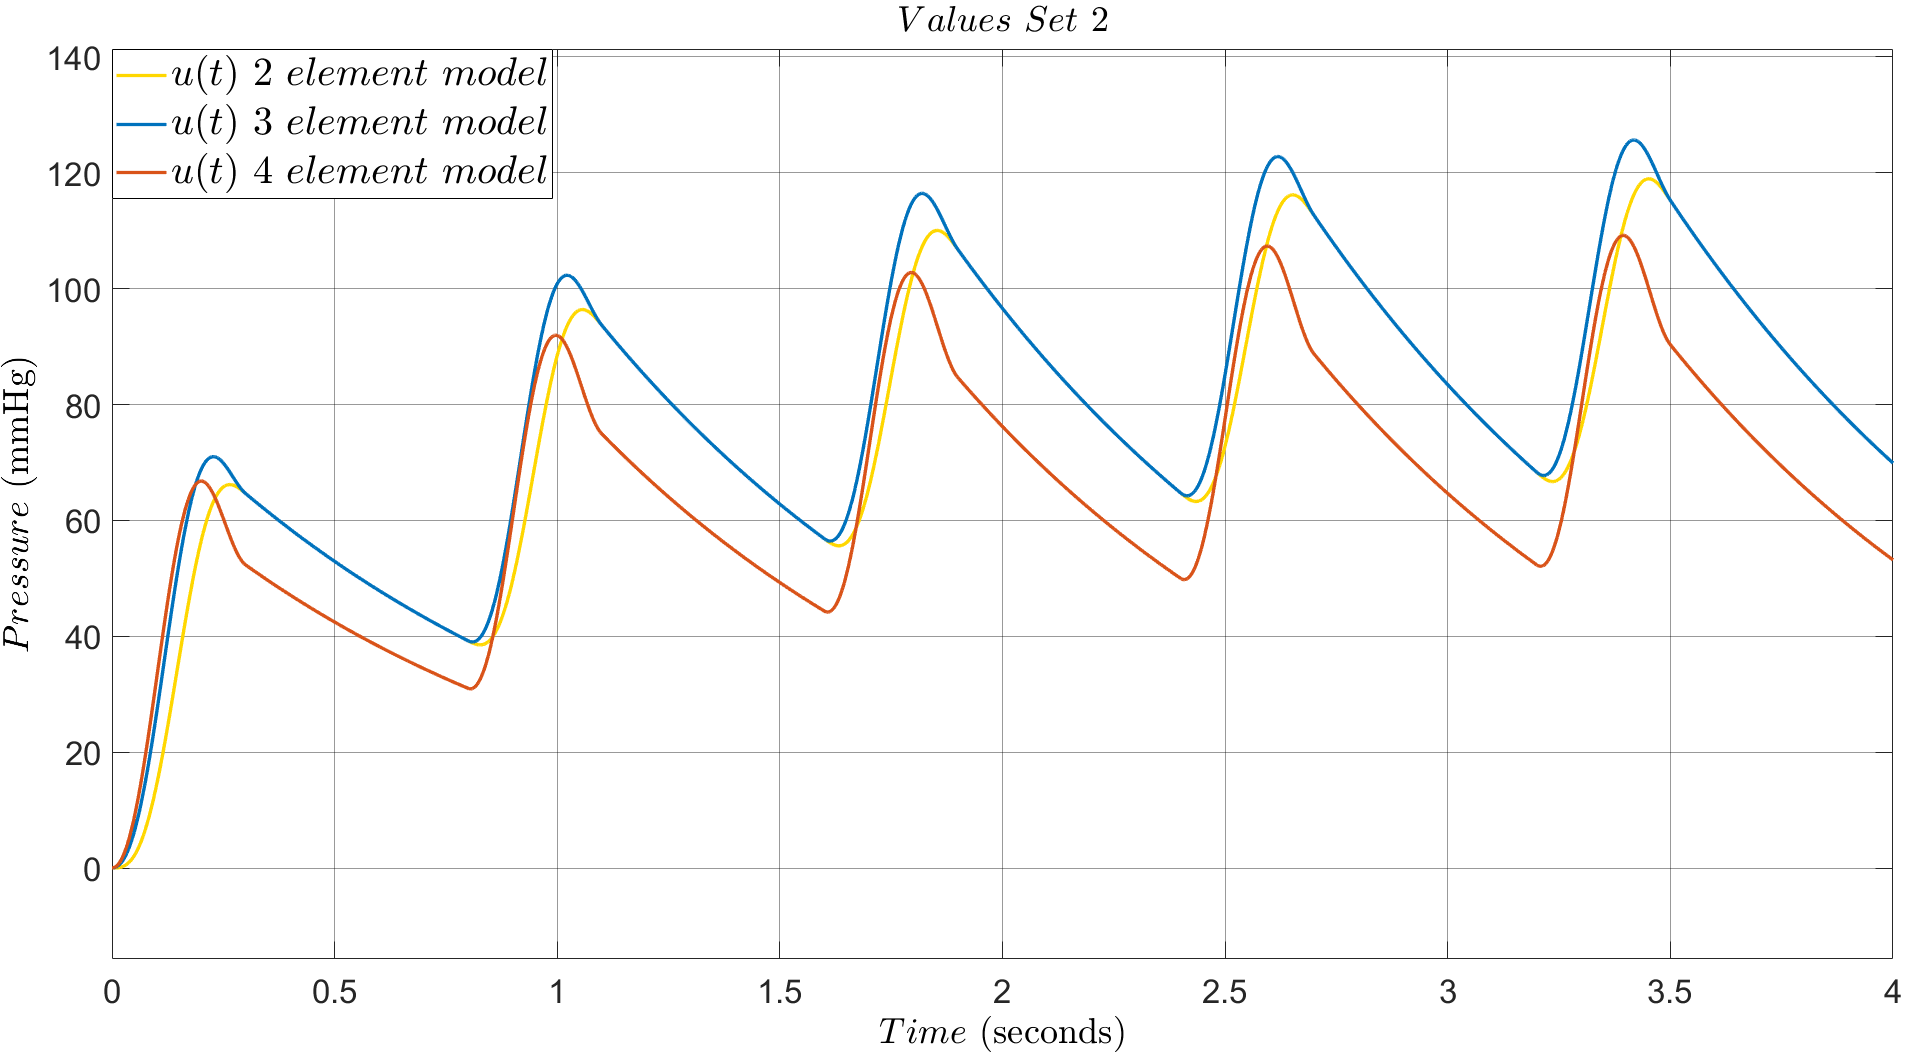 Values Set 2
140
u(t) 2 element model
u(t) 3 element model
u(t) 4 element model
120
100
80
60
40
20
0
Pressure (mmHg)
0 0.5 1 1.5 2 2.5 3 3.5 4
Time (seconds)